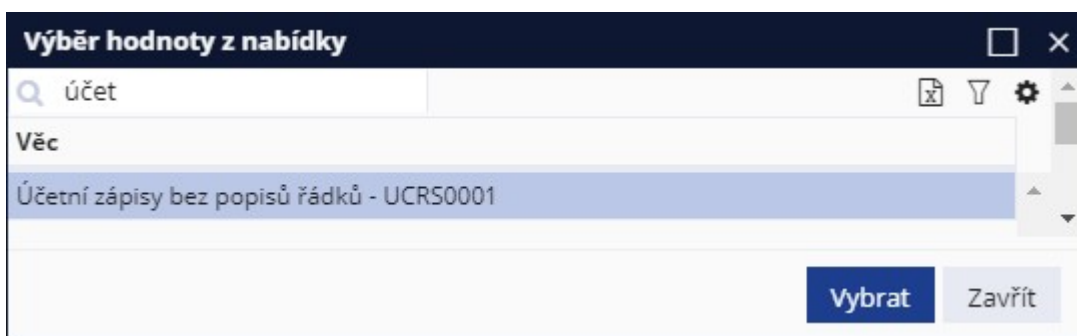 Výběr hodnoty z nabídky
účet
Věc
Účetní zápisy bez popisů řádků - UCRS0001
Vybrat Zavřít